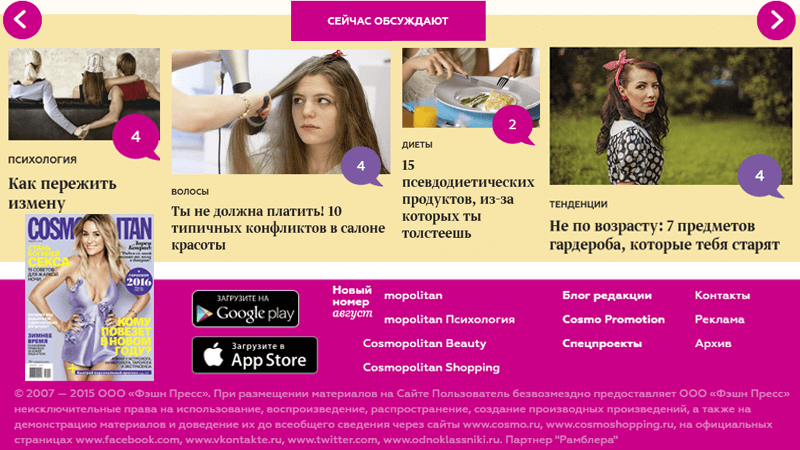 СЕЙЧАС ОБСУЖДАЮТ
4
ПСИХОЛОГИЯ
Как пережить
измену
4
ВОЛОСЫ
Ты не должна платить! 10
типичных конфликтов в салоне
красоты
2
ДИЕТЫ
15
псевдодиетических
продуктов, из-за
которых ты
толстеешь
4
ТЕНДЕНЦИИ
Не по возрасту: 7 предметов
гардероба, которые тебя старят
COSMOPOLITAN
СЕКСА
ГОРОСКОП
2016
ЗИМНЕЕ
ВРЕМЯ
КОМУ
ПОВЕЗЕТ
В НОВОМ
ГОДУ?
ЗАГРУЗИТЕ НА
Google play
Загрузите в
App Store
Новый
номер
август
mopolitan
mopolitan Психология
Cosmopolitan Beauty
Cosmopolitan Shopping
Блог редакции
Cosmo Promotion
Спецпроекты
Контакты
Реклама
Архив
© 2007 — 2015 ООО «Фэшн Пресс». При размещении материалов на Сайте Пользователь безвозмездно предоставляет ООО «Фэшн Пресс»
неисключительные права на использование, воспроизведение, распространение, создание производных произведений, а также на
демонстрацию материалов и доведение их до всеобщего сведения через сайты www.cosmo.ru, www.cosmoshopping.ru, на официальных
страницах www.facebook.com, www.vkontakte.ru, www.twitter.com, www.odnoklassniki.ru. Партнер "Рамблера"